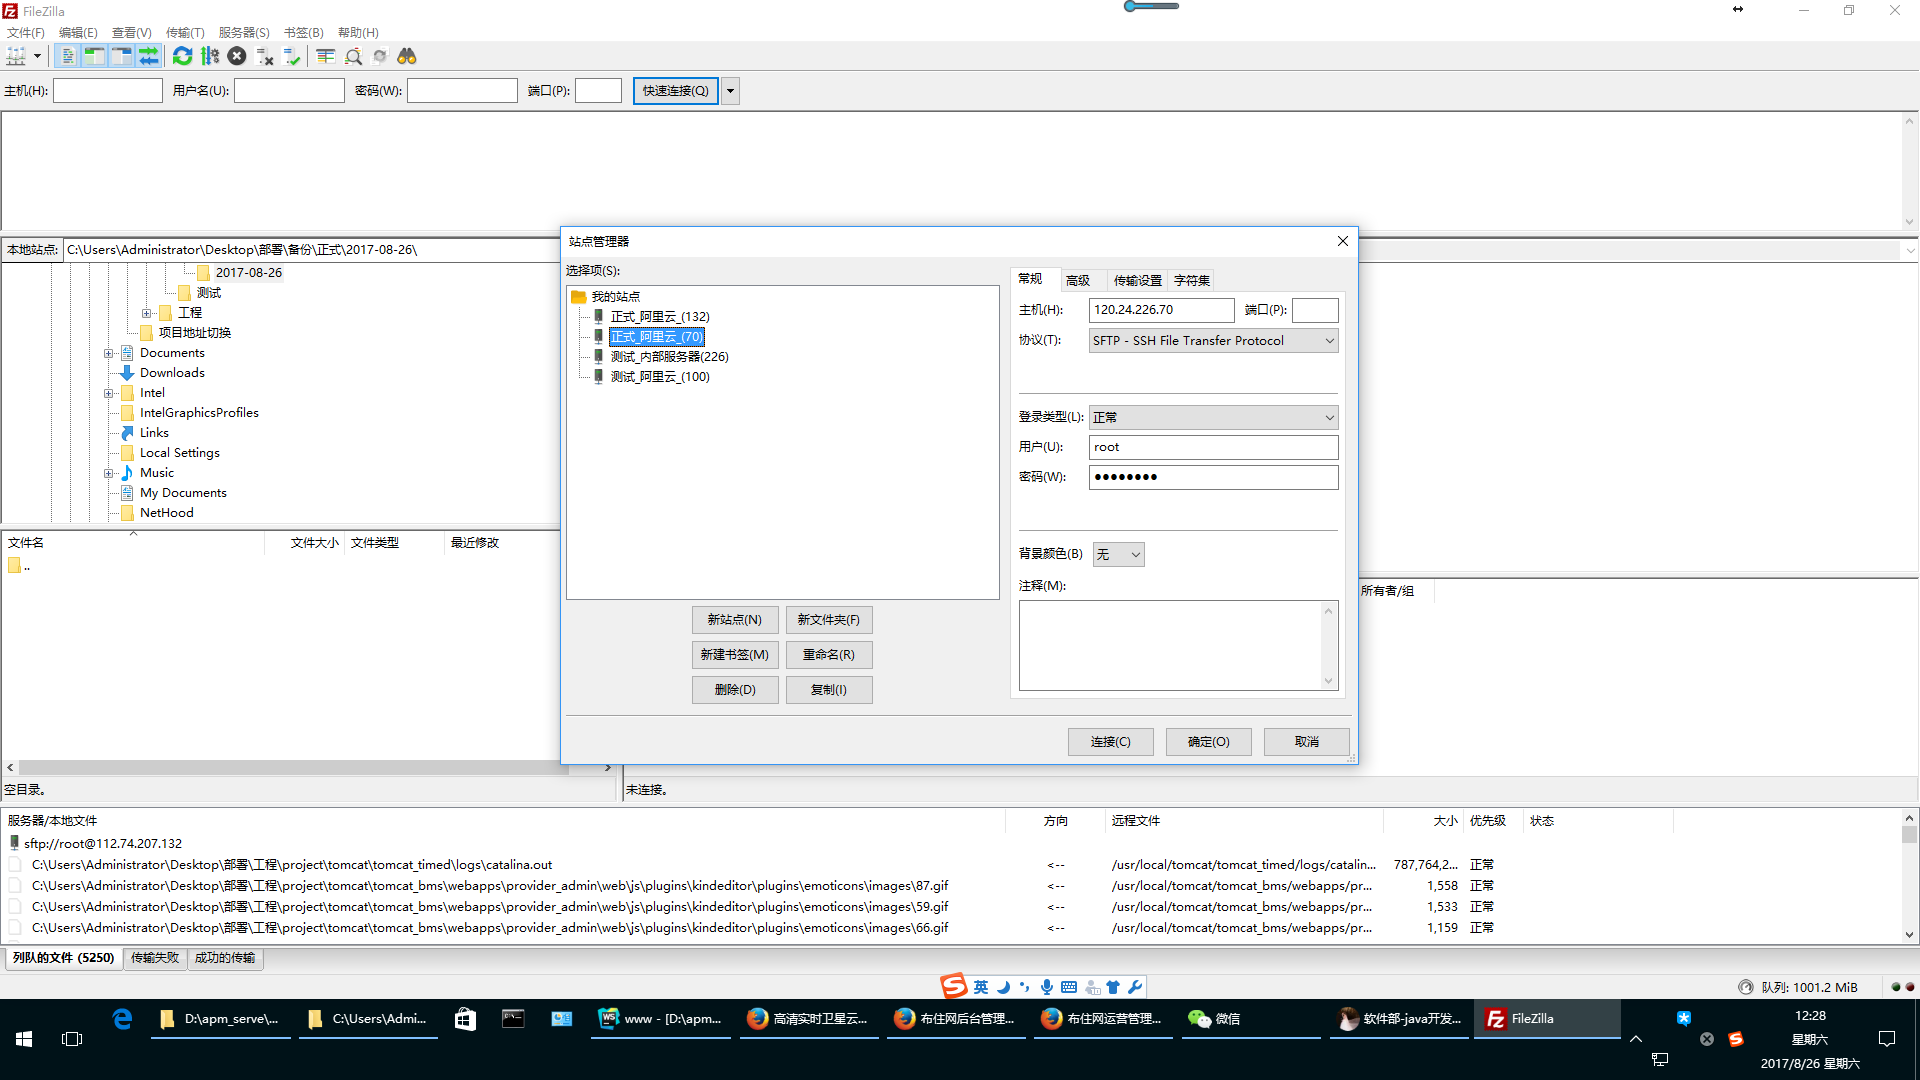 FileZilla
文件(F) 编辑(E) 查看(V) 传输(T) 服务器(S) 书签(B) 帮助(H)
主机(H): 用户名(U): 密码(W): 端口(P): 快速连接(Q)
本地站点: C:\Users\Administrator\Desktop\部署\备份\正式\2017-08-26\
2017-08-26
测试
工程
项目地址切换
Documents
Downloads
Intel
IntelGraphicsProfiles
Links
Local Settings
Music
My Documents
NetHood
文件名 文件大小 文件类型 最近修改
..
空目录。
站点管理器
选择项(S):
我的站点
正式_阿里云_(132)
正式_阿里云_(70)
测试_内部服务器(226)
测试_阿里云_(100)
新站点(N) 新文件夹(F)
新建书签(M) 重命名(R)
删除(D) 复制(I)
常规 高级 传输设置 字符集
主机(H): 120.24.226.70 端口(P):
协议(T): SFTP - SSH File Transfer Protocol
登录类型(L): 正常
用户(U): root
密码(W): ●●●●●●●●
背景颜色(B) 无
注释(M):
连接(C) 确定(O) 取消
所有者/组
未连接。
服务器/本地文件 方向 远程文件 大小 优先级 状态
sftp://root@112.74.207.132
C:\Users\Administrator\Desktop\部署\工程\project\tomcat\tomcat_timed\logs\catalina.out <-- /usr/local/tomcat/tomcat_timed/logs/catalin... 787,764,2... 正常
C:\Users\Administrator\Desktop\部署\工程\project\tomcat\tomcat_bms\webapps\provider_admin\web\js\plugins\kindeditor\plugins\emoticons\images\87.gif <-- /usr/local/tomcat/tomcat_bms/webapps/pr... 1,558 正常
C:\Users\Administrator\Desktop\部署\工程\project\tomcat\tomcat_bms\webapps\provider_admin\web\js\plugins\kindeditor\plugins\emoticons\images\59.gif <-- /usr/local/tomcat/tomcat_bms/webapps/pr... 1,533 正常
C:\Users\Administrator\Desktop\部署\工程\project\tomcat\tomcat_bms\webapps\provider_admin\web\js\plugins\kindeditor\plugins\emoticons\images\66.gif <-- /usr/local/tomcat/tomcat_bms/webapps/pr... 1,159 正常
列队的文件 (5250) 传输失败 成功的传输
英
队列: 1001.2 MiB
D:\apm_serve\... C:\Users\Admi... www - [D:\apm... 高清实时卫星云... 布住网后台管理... 布住网运营管理... 微信 软件部-java开发... FileZilla
12:28
星期六
2017/8/26 星期六